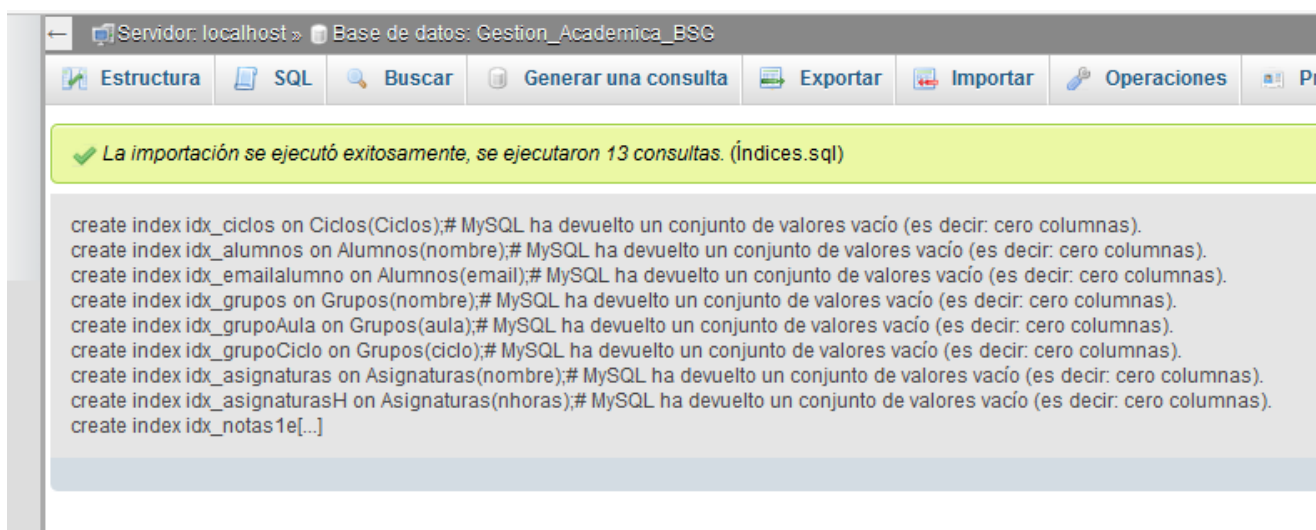 ← Servidor: localhost » Base de datos: Gestion_Academica_BSG
Estructura SQL Buscar Generar una consulta Exportar Importar Operaciones Pr
La importación se ejecutó exitosamente, se ejecutaron 13 consultas. (Índices.sql)
create index idx_ciclos on Ciclos(Ciclos);# MySQL ha devuelto un conjunto de valores vacío (es decir: cero columnas).
create index idx_alumnos on Alumnos(nombre);# MySQL ha devuelto un conjunto de valores vacío (es decir: cero columnas).
create index idx_emailalumno on Alumnos(email);# MySQL ha devuelto un conjunto de valores vacío (es decir: cero columnas).
create index idx_grupos on Grupos(nombre);# MySQL ha devuelto un conjunto de valores vacío (es decir: cero columnas).
create index idx_grupoAula on Grupos(aula);# MySQL ha devuelto un conjunto de valores vacío (es decir: cero columnas).
create index idx_grupoCiclo on Grupos(ciclo);# MySQL ha devuelto un conjunto de valores vacío (es decir: cero columnas).
create index idx_asignaturas on Asignaturas(nombre);# MySQL ha devuelto un conjunto de valores vacío (es decir: cero columnas).
create index idx_asignaturasH on Asignaturas(nhoras);# MySQL ha devuelto un conjunto de valores vacío (es decir: cero columnas).
create index idx_notas1e[...]